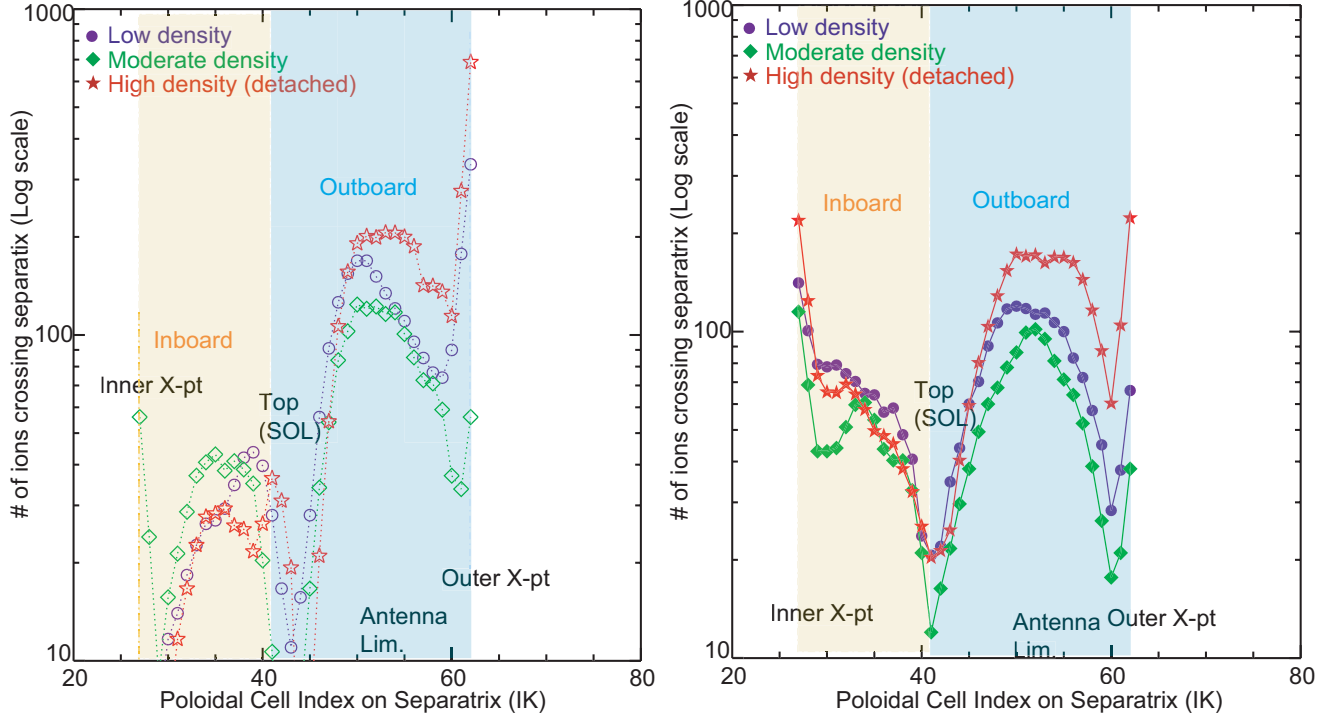 1000
Low density
Moderate density
High density (detached)
Outboard
Inboard
100
Inner X-pt
Top
(SOL)
Outer X-pt
Antenna
Lim.
10
20
40
60
80
Poloidal Cell Index on Separatrix (IK)
# of ions crossing separatix (Log scale)
1000
Low density
Moderate density
High density (detached)
Inboard
Outboard
100
Top
(SOL)
Inner X-pt
Antenna
Lim.
Outer X-pt
10
20
40
60
80
Poloidal Cell Index on Separatrix (IK)
# of ions crossing separatrix (Log scale)